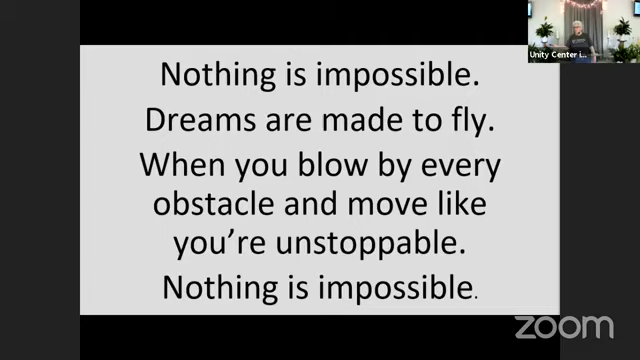 Nothing is impossible.
Dreams are made to fly.
When you blow by every
obstacle and move like
you’re unstoppable.
Nothing is impossible.
Unity Center i...
zoom